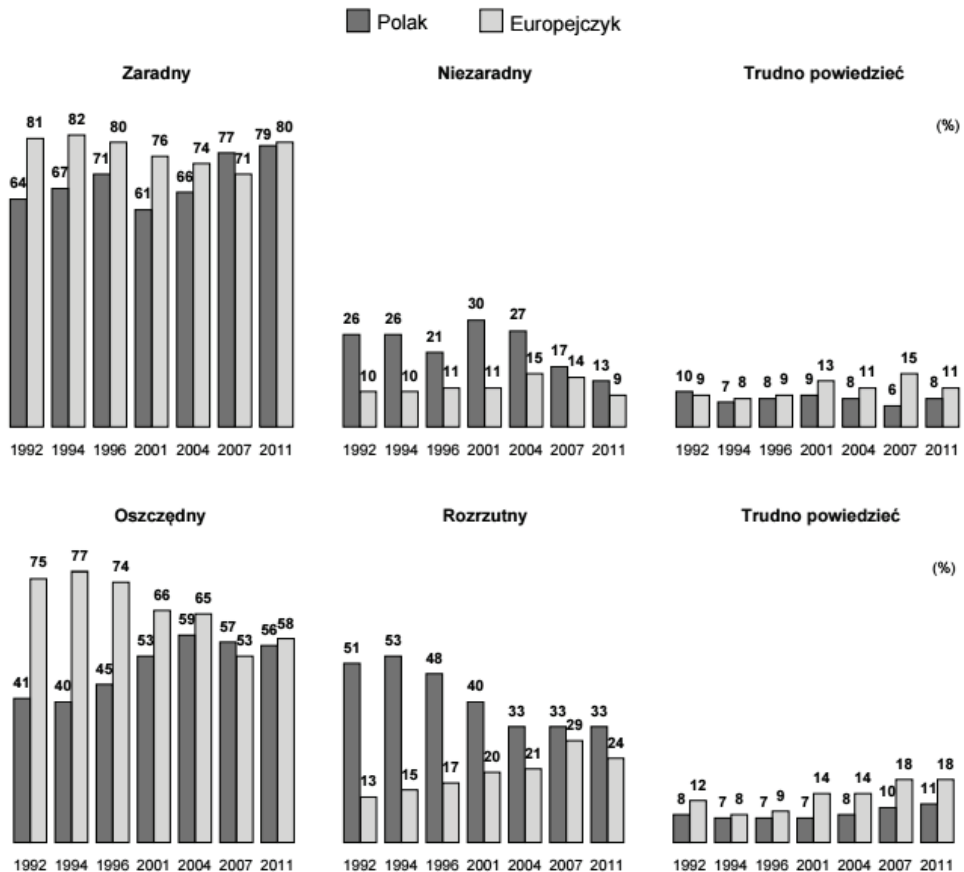 Polak Europejczyk
Zaradny Niezaradny Trudno powiedzieć
(%)
64 81 67 82 71 80 61 76 66 74 77 71 79 80
26 10 26 10 21 11 30 11 27 15 17 14 13 9
10 9 7 8 8 9 9 13 8 11 6 15 8 11
1992 1994 1996 2001 2004 2007 2011 1992 1994 1996 2001 2004 2007 2011 1992 1994 1996 2001 2004 2007 2011
Oszczędny Rozrzutny Trudno powiedzieć
(%)
41 75 40 77 45 74 53 66 59 65 57 53 56 58
51 13 53 15 48 17 40 20 33 21 33 29 33 24
8 12 7 8 7 9 7 14 8 14 10 18 11 18
1992 1994 1996 2001 2004 2007 2011 1992 1994 1996 2001 2004 2007 2011 1992 1994 1996 2001 2004 2007 2011